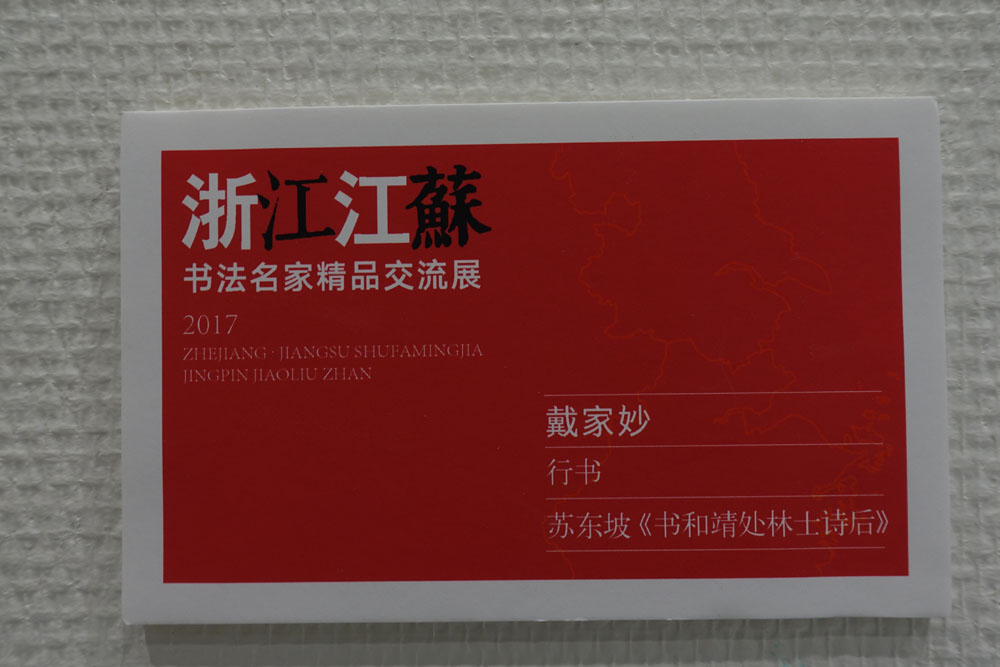 浙江江蘇
书法名家精品交流展
2017
ZHEJIANG · JIANGSU SHUFAMINGJIA
JINGPIN JIAOLIU ZHAN
戴家妙
行书
苏东坡《书和靖处林士诗后》